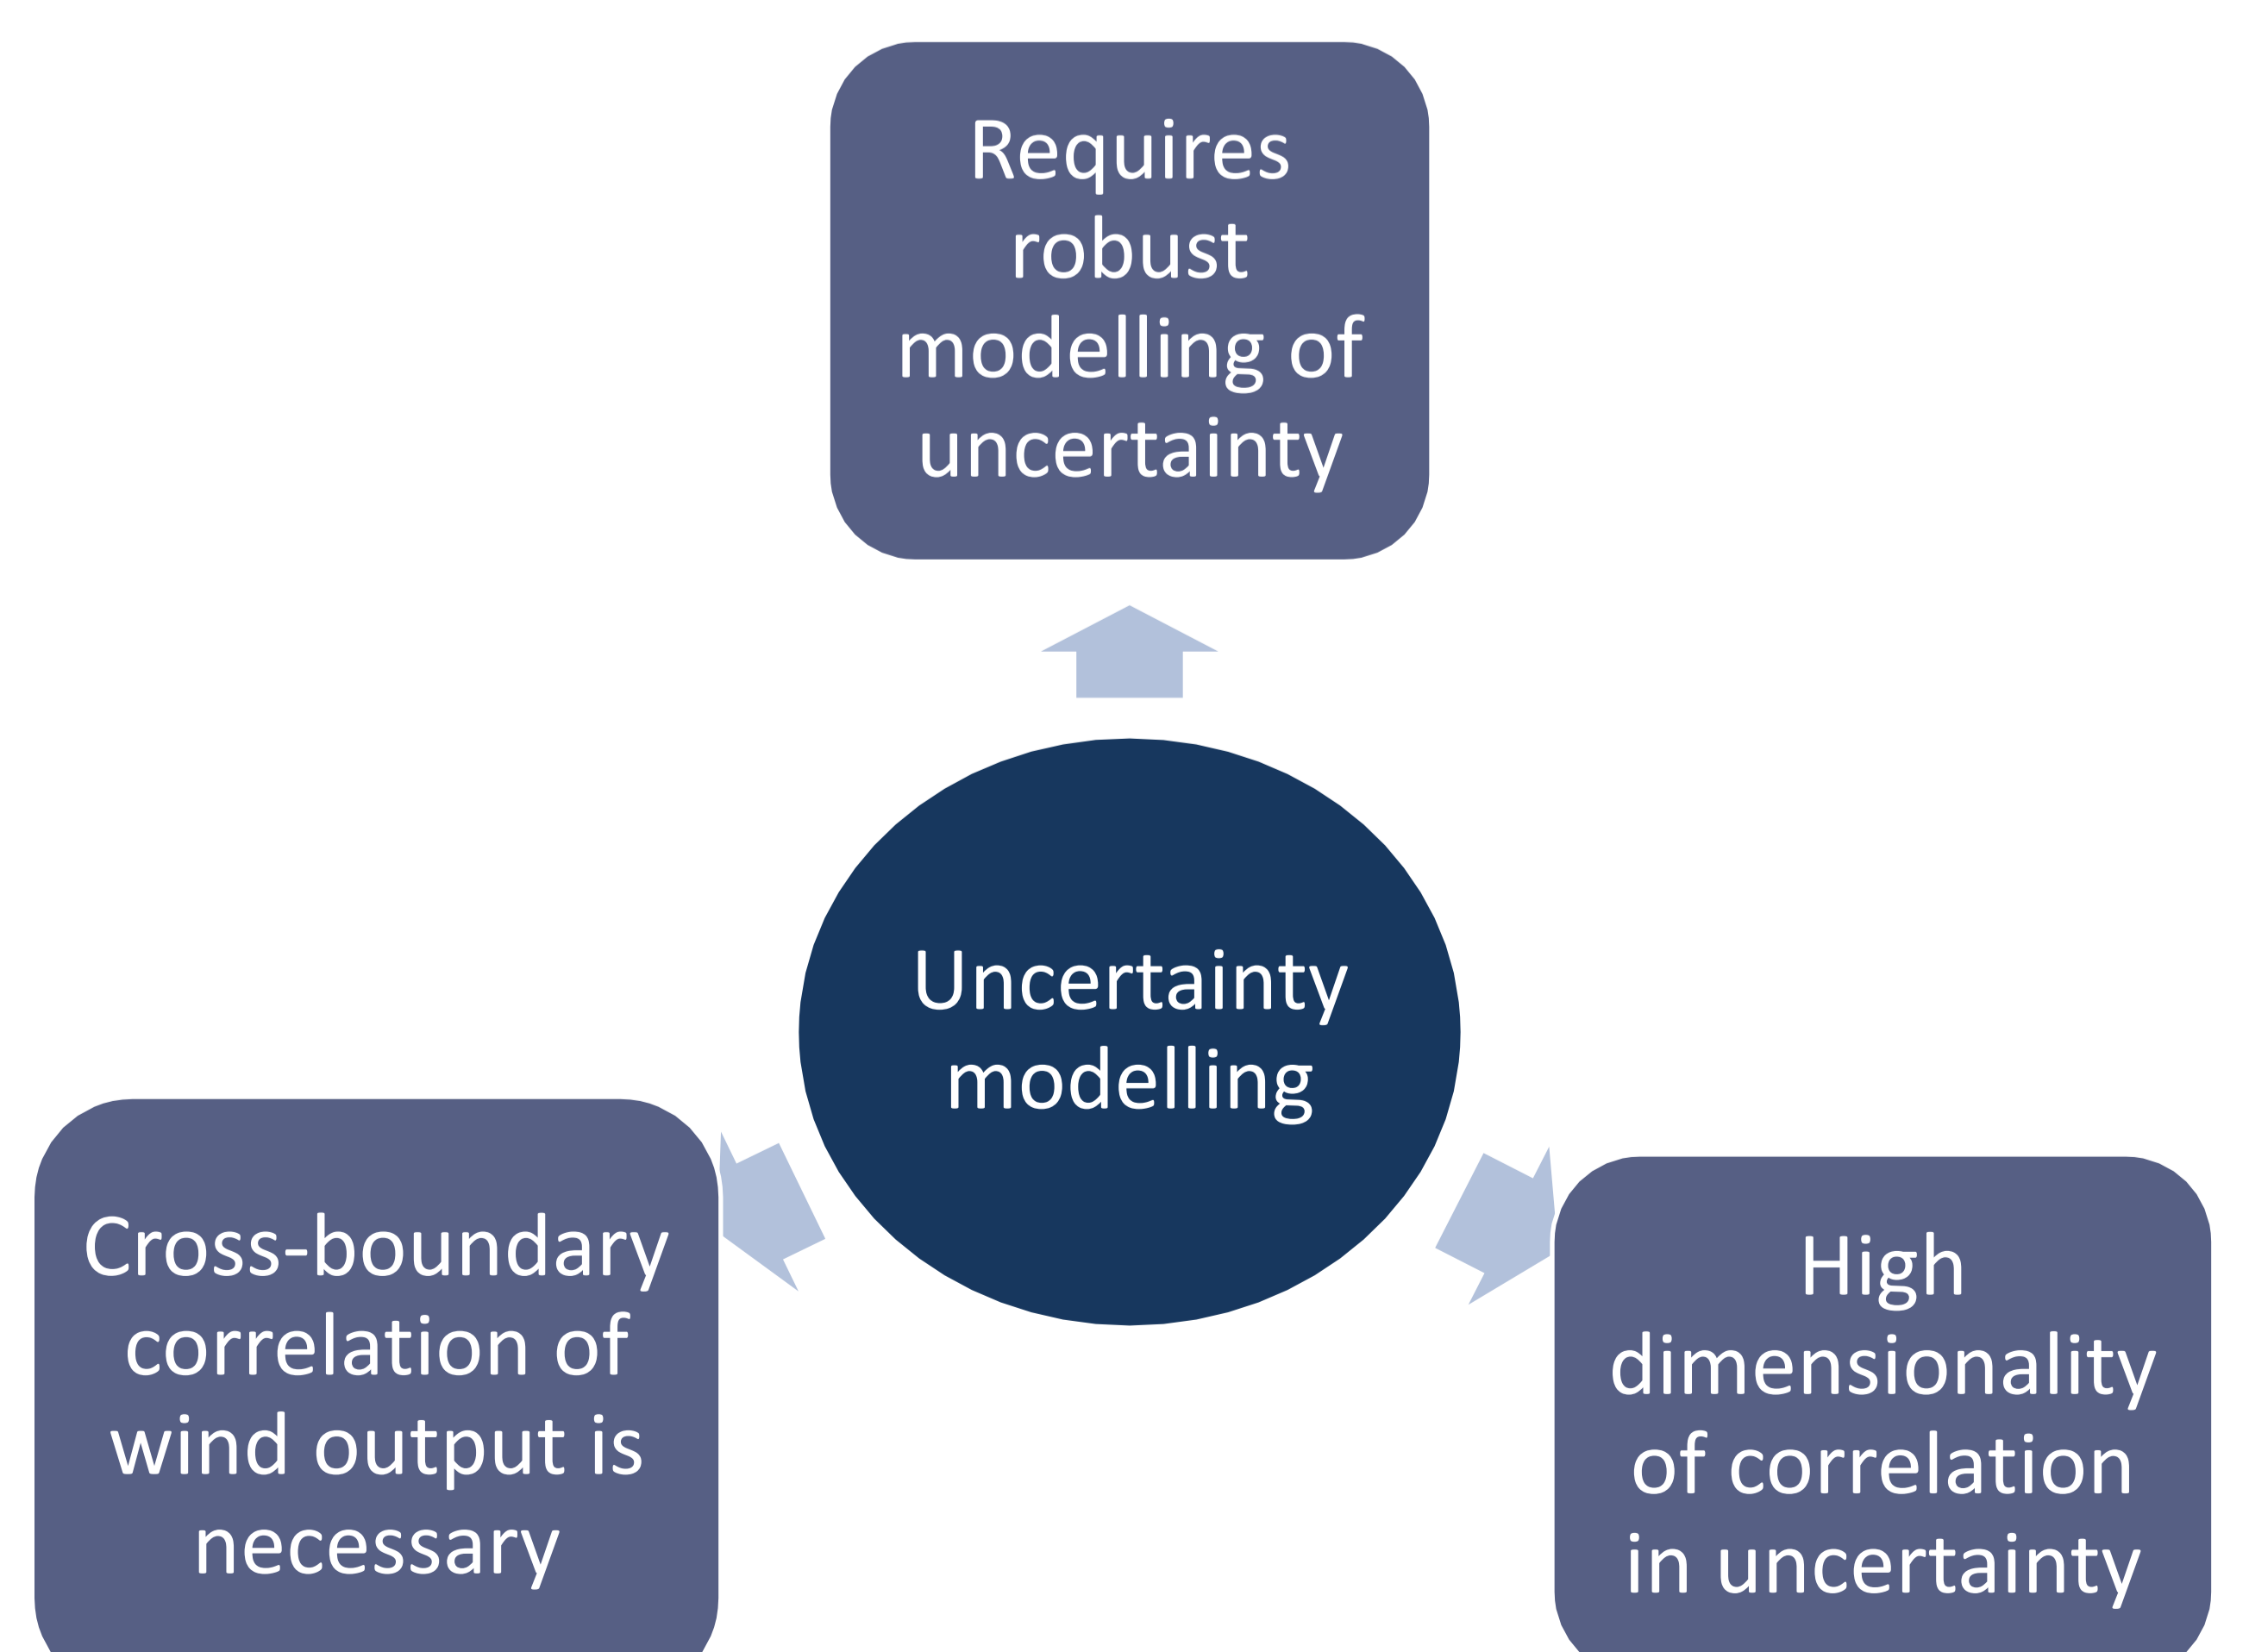 Requires
robust
modelling of
uncertainty
Uncertainty
modelling
Cross-boundary
correlation of
wind output is
necessary
High
dimensionality
of correlation
in uncertainty